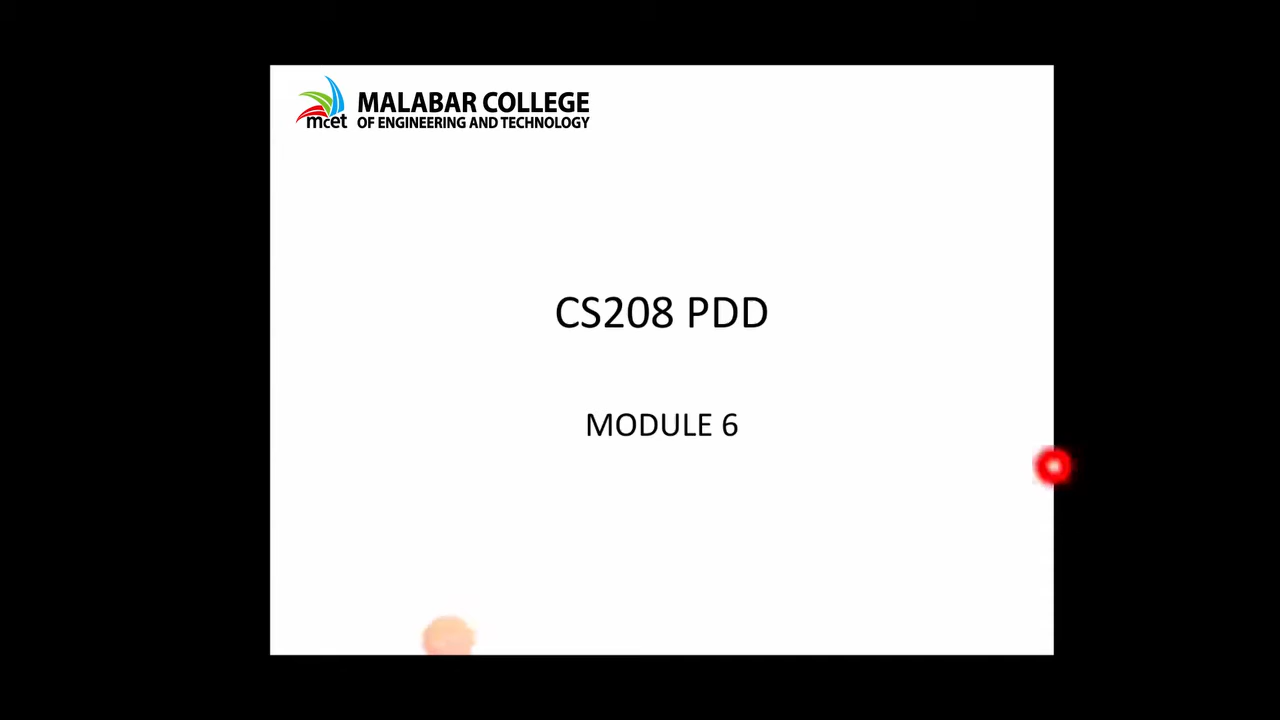 mcet
MALABAR COLLEGE
OF ENGINEERING AND TECHNOLOGY
CS208 PDD
MODULE 6